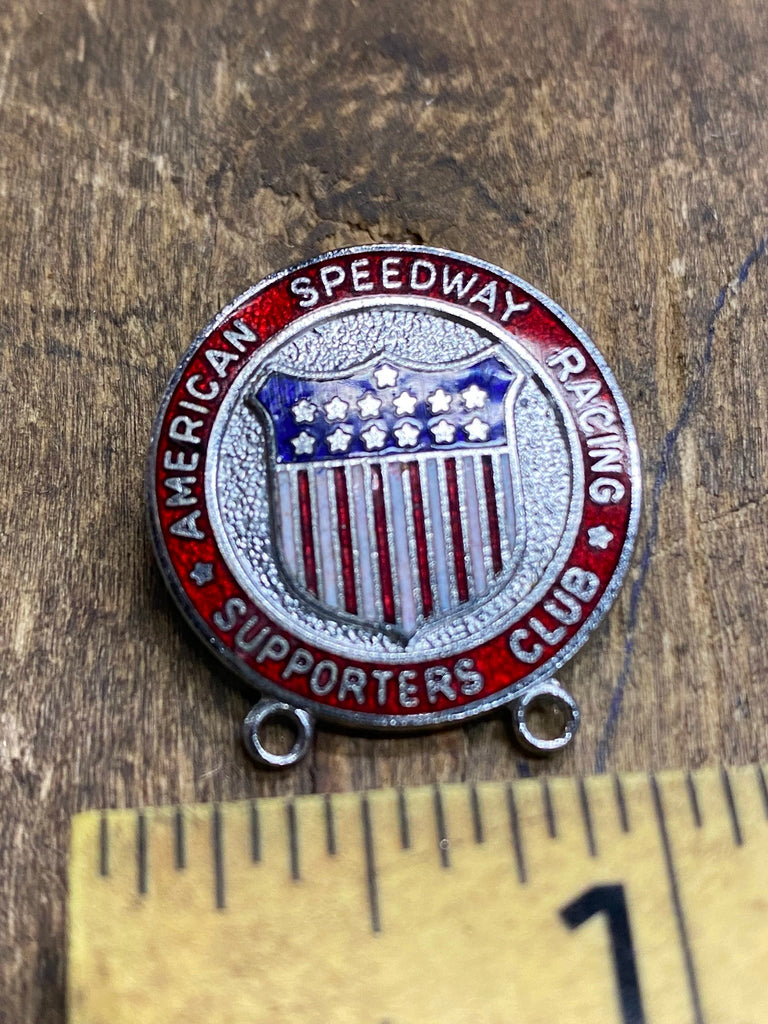 AMERICAN SPEEDWAY RACING
SUPPORTERS CLUB
1